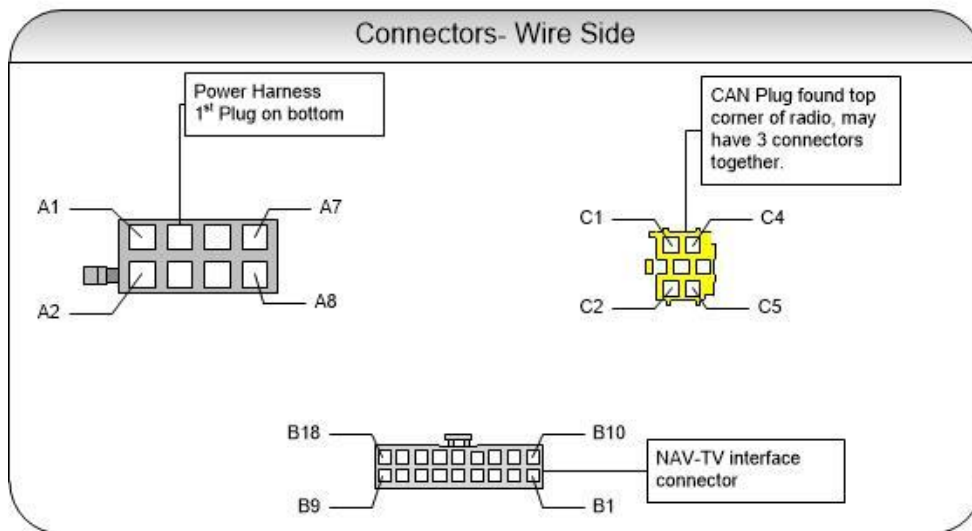 Connectors- Wire Side
Power Harness
1st Plug on bottom
CAN Plug found top
corner of radio, may
have 3 connectors
together.
A1
A7
A2
A8
C1
C4
C2
C5
B18
B10
B9
B1
NAV-TV interface
connector